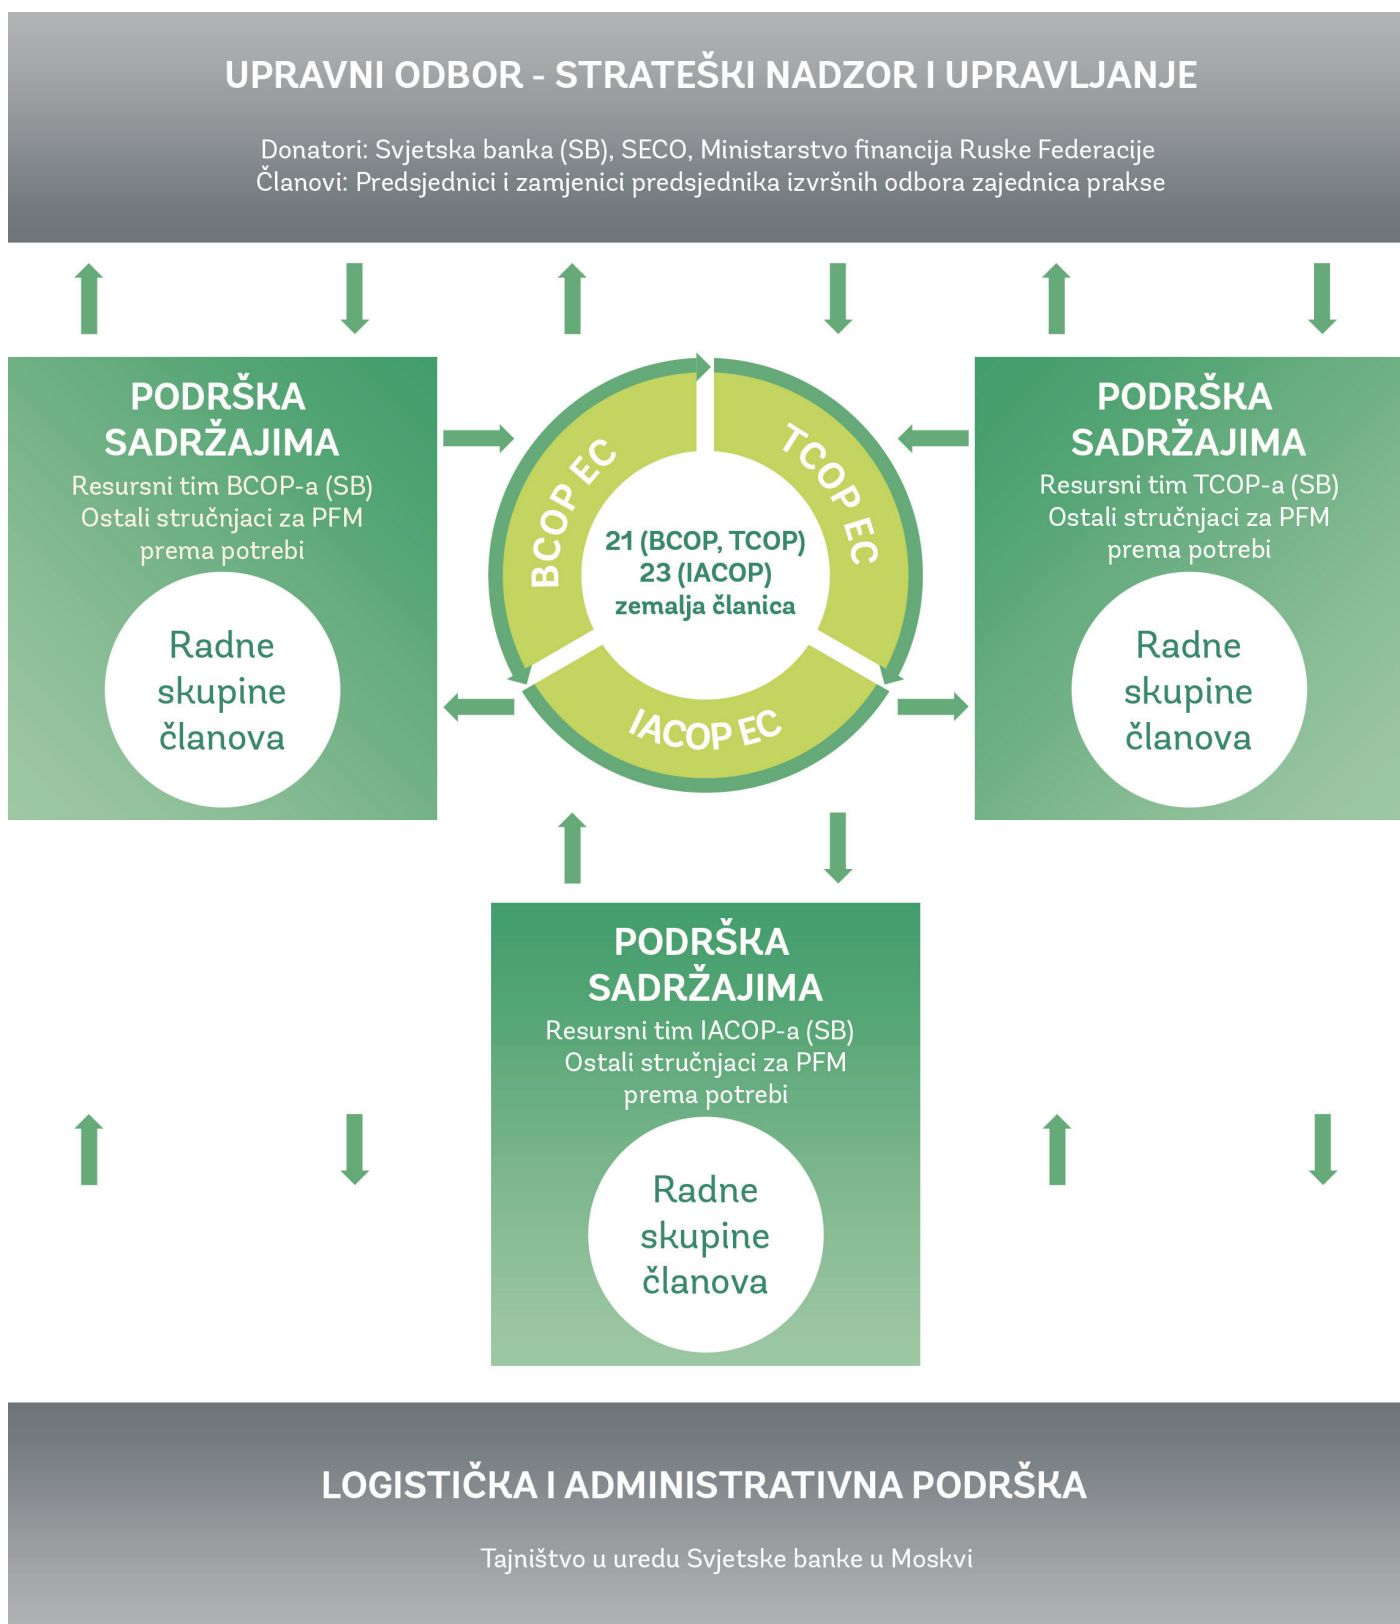 UPRAVNI ODBOR - STRATEŠKI NADZOR I UPRAVLJANJE
Donatori: Svjetska banka (SB), SECO, Ministarstvo financija Ruske Federacije
Članovi: Predsjednici i zamjenici predsjednika izvršnih odbora zajednica prakse
PODRŠKA
SADRŽAJIMA
Resursni tim BCOP-a (SB)
Ostali stručnjaci za PFM
prema potrebi
Radne
skupine
članova
BCOP EC
TCOP EC
IACOP EC
21 (BCOP, TCOP)
23 (IACOP)
zemalja članica
PODRŠKA
SADRŽAJIMA
Resursni tim TCOP-a (SB)
Ostali stručnjaci za PFM
prema potrebi
Radne
skupine
članova
PODRŠKA
SADRŽAJIMA
Resursni tim IACOP-a (SB)
Ostali stručnjaci za PFM
prema potrebi
Radne
skupine
članova
LOGISTIČKA I ADMINISTRATIVNA PODRŠKA
Tajništvo u uredu Svjetske banke u Moskvi